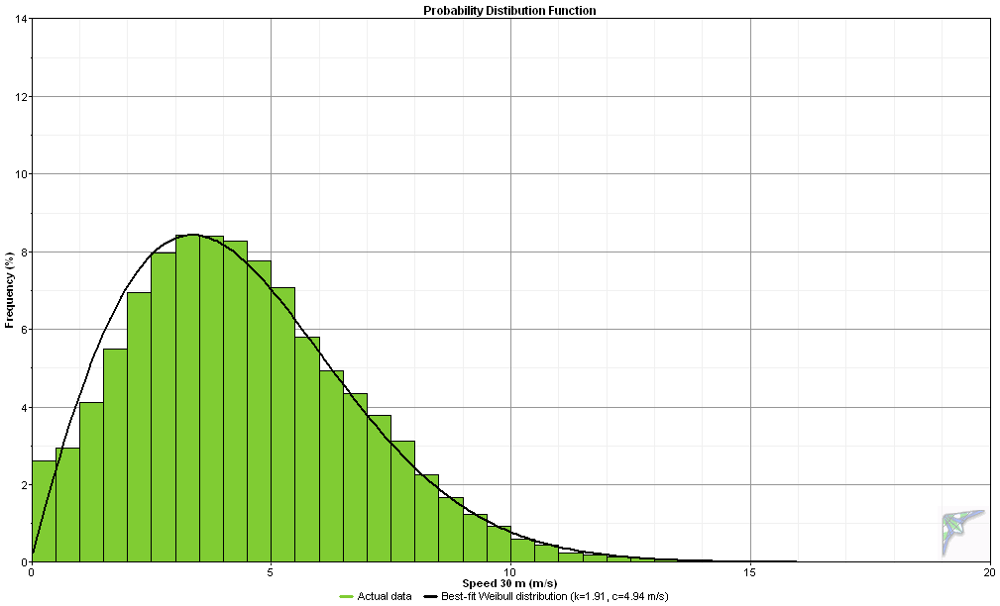 Probability Distibution Function
14
12
10
8
6
4
2
0
Frequency (%)
0 5 10 15 20
Speed 30 m (m/s)
Actual data Best-fit Weibull distribution (k=1.91, c=4.94 m/s)